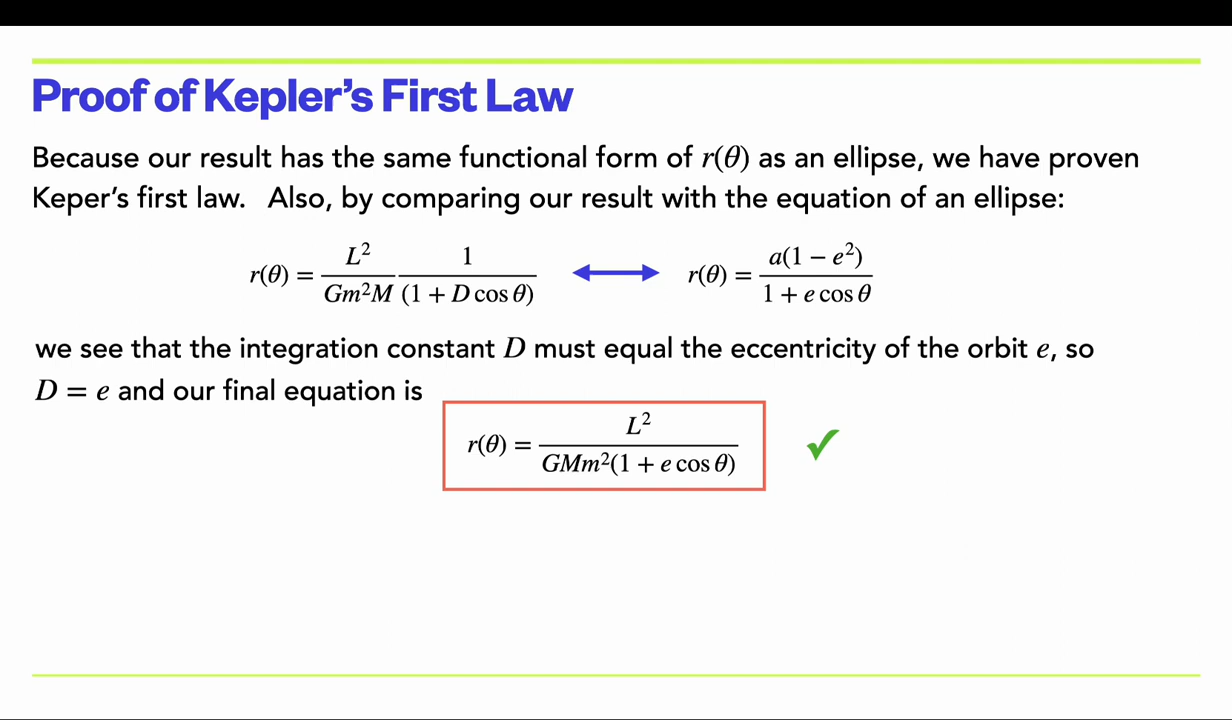 Proof of Kepler's First Law
Because our result has the same functional form of r(θ) as an ellipse, we have proven
Keper's first law. Also, by comparing our result with the equation of an ellipse:
r(θ) = L² / Gm²M 1 / (1 + D cos θ) r(θ) = a(1 − e²) / 1 + e cos θ
we see that the integration constant D must equal the eccentricity of the orbit e, so
D = e and our final equation is
r(θ) = L² / GMm²(1 + e cos θ)